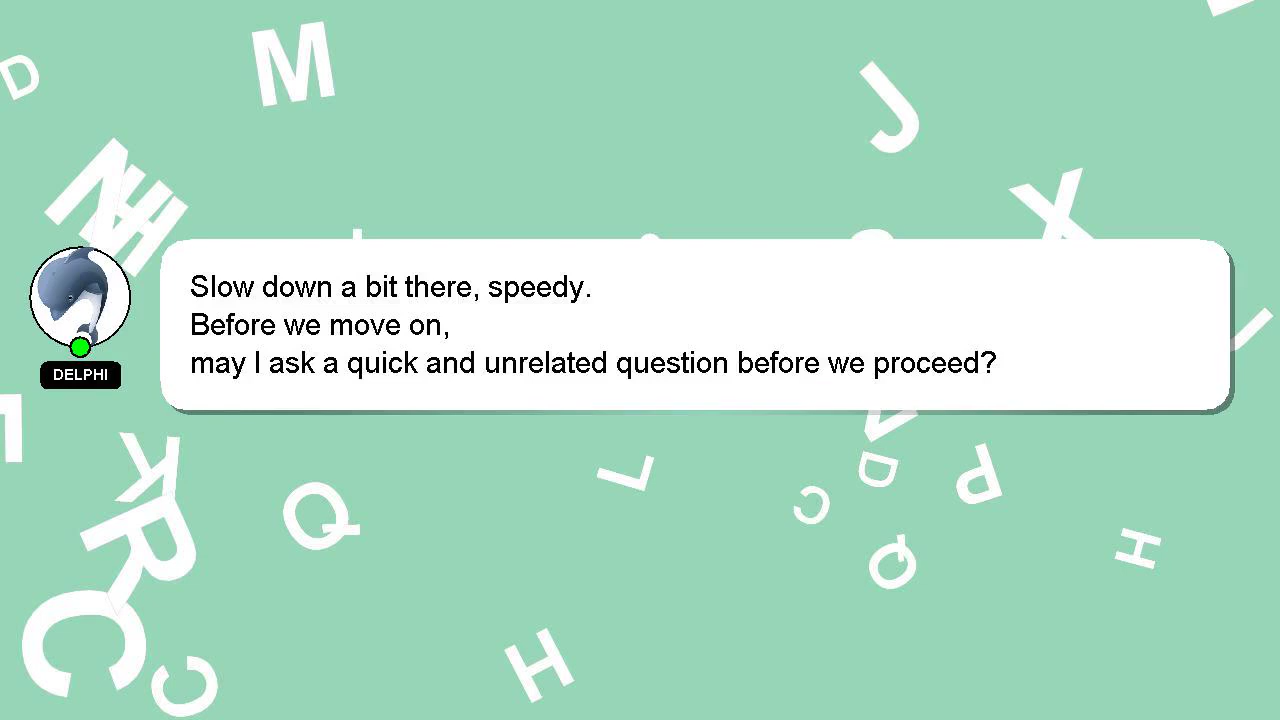 Slow down a bit there, speedy.
Before we move on,
may I ask a quick and unrelated question before we proceed?
DELPHI
D
M
J
N
H
X
R
C
C
Q
L
C
D
Q
P
H
H